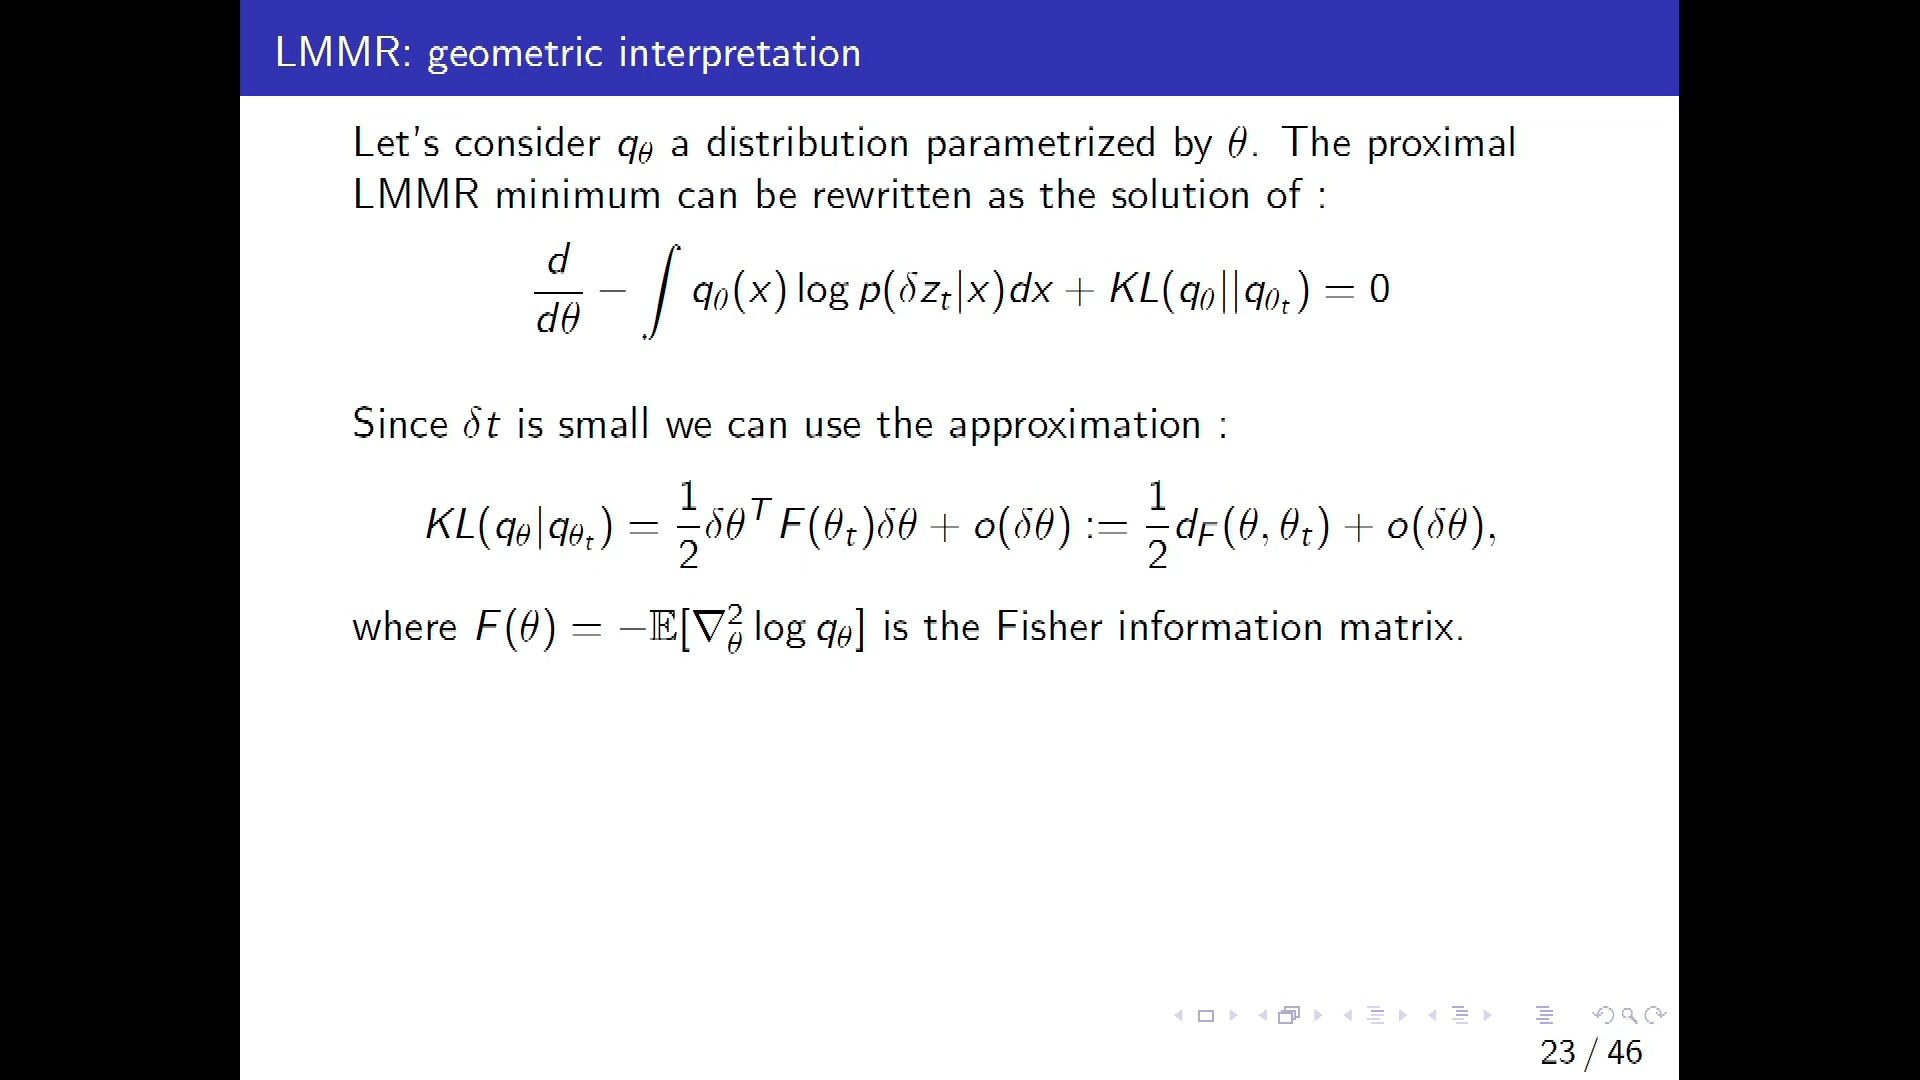 LMMR: geometric interpretation
Let's consider q_θ a distribution parametrized by θ. The proximal
LMMR minimum can be rewritten as the solution of :
d/dθ − ∫ q_θ(x) log p(δz_t|x)dx + KL(q_θ||q_θ_t) = 0
Since δt is small we can use the approximation :
KL(q_θ|q_θ_t) = 1/2 δθ^T F(θ_t)δθ + o(δθ) := 1/2 d_F(θ, θ_t) + o(δθ),
where F(θ) = −𝔼[∇²_θ log q_θ] is the Fisher information matrix.
23 / 46